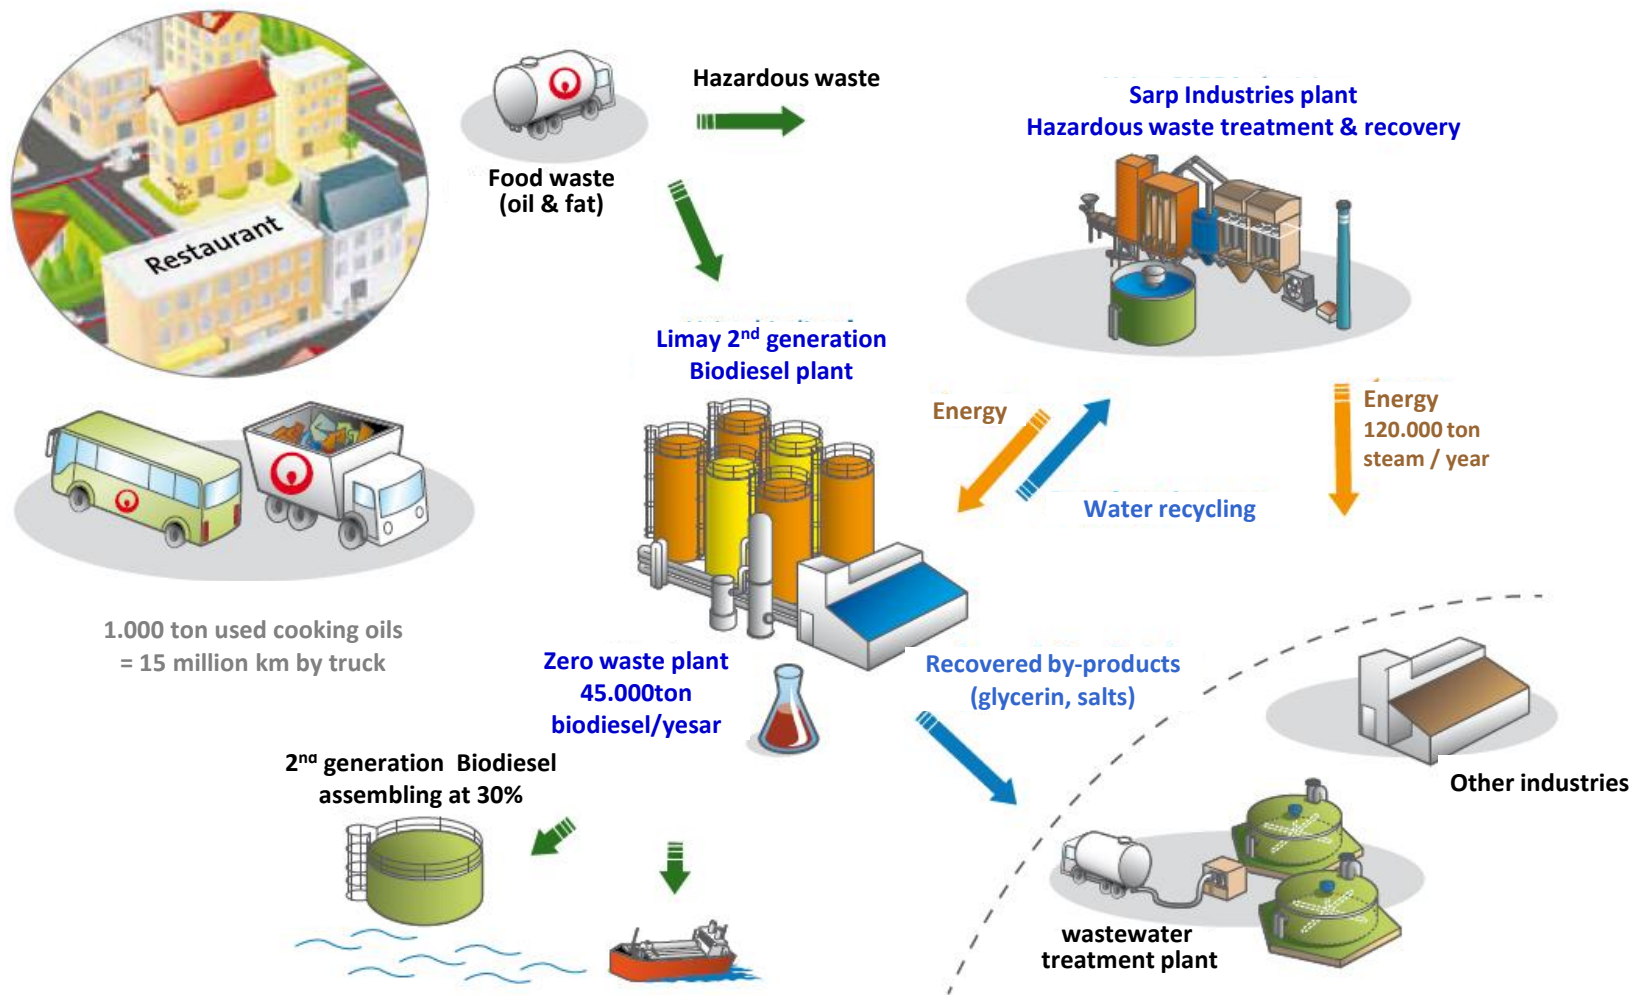 Hazardous waste
Sarp Industries plant
Hazardous waste treatment & recovery
Food waste
(oil & fat)
Restaurant
Limay 2nd generation
Biodiesel plant
Energy
Energy
120.000 ton
steam / year
Water recycling
1.000 ton used cooking oils
= 15 million km by truck
Zero waste plant
45.000ton
biodiesel/yesar
Recovered by-products
(glycerin, salts)
2nd generation Biodiesel
assembling at 30%
Other industries
wastewater
treatment plant